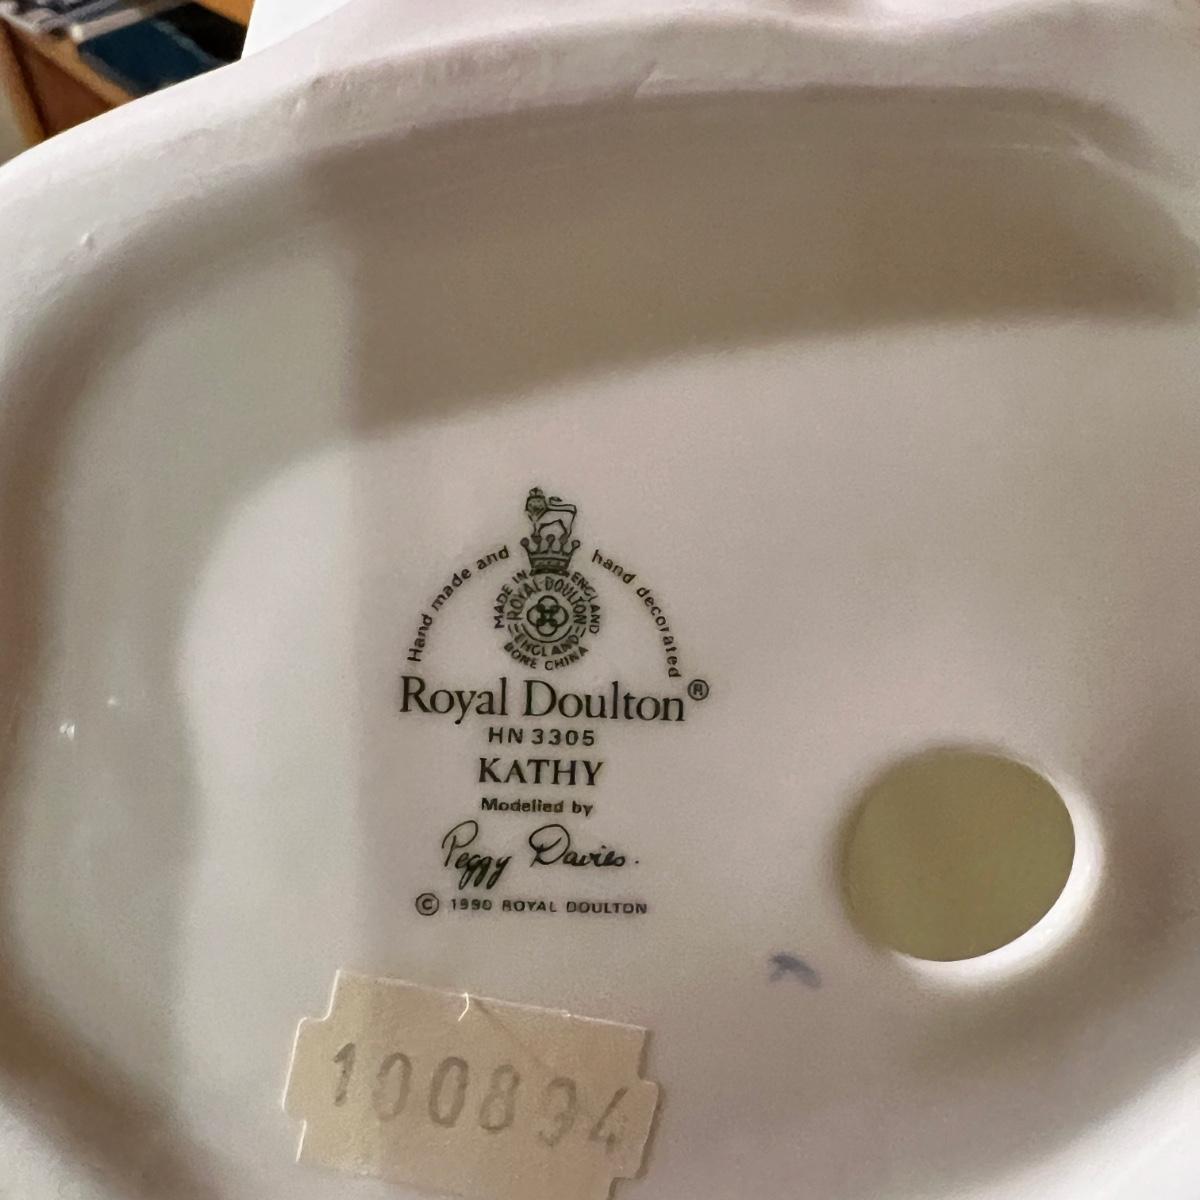 Hand made and hand decorated
MADE IN ENGLAND
ROYAL DOULTON
ENGLAND
BONE CHINA
Royal Doulton®
HN 3305
KATHY
Modelled by
Peggy Davies.
© 1990 ROYAL DOULTON
100894